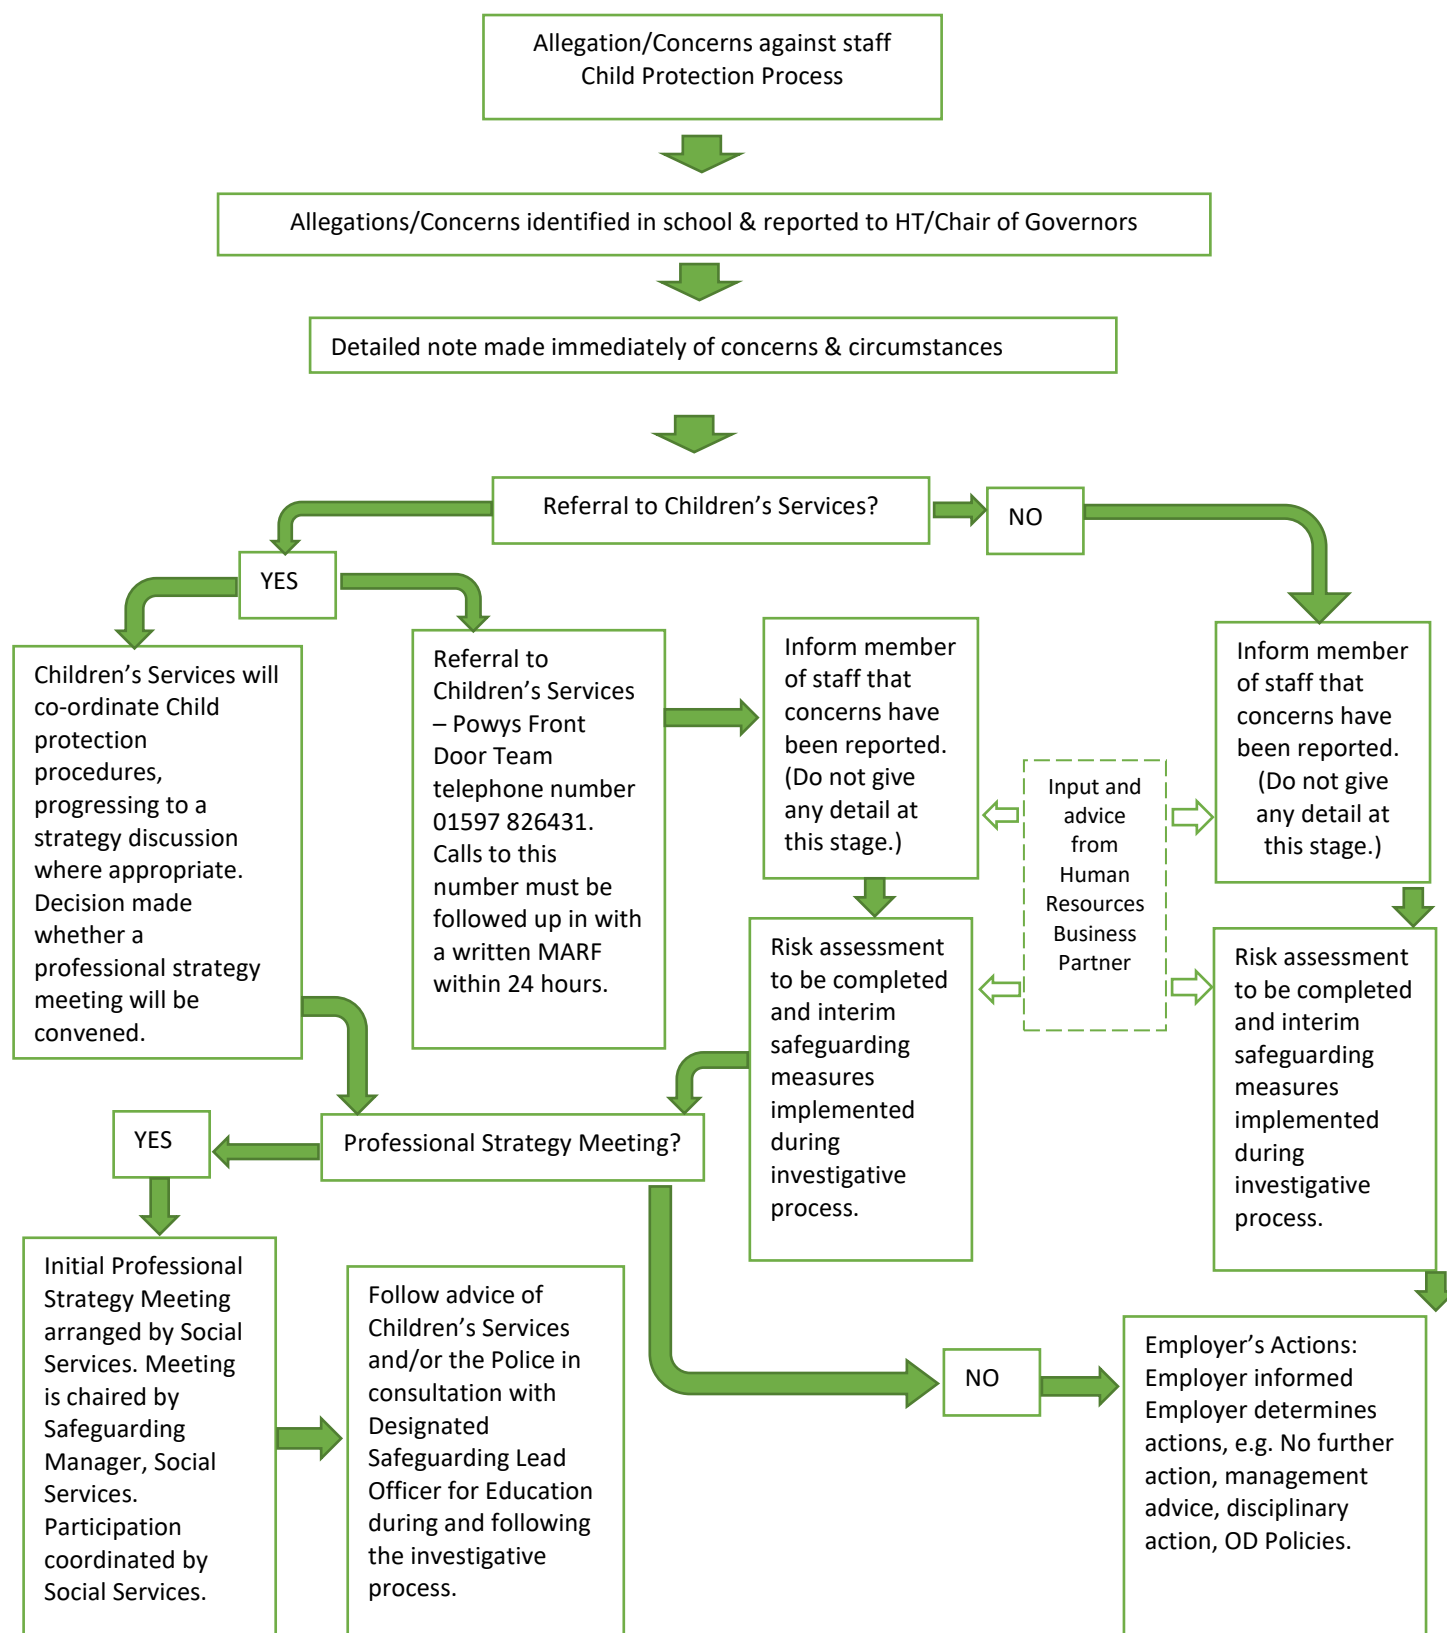 Allegation/Concerns against staff
Child Protection Process
Allegations/Concerns identified in school & reported to HT/Chair of Governors
Detailed note made immediately of concerns & circumstances
Referral to Children’s Services?
NO
YES
Children’s Services will
co-ordinate Child
protection
procedures,
progressing to a
strategy discussion
where appropriate.
Decision made
whether a
professional strategy
meeting will be
convened.
Referral to
Children’s Services
– Powys Front
Door Team
telephone number
01597 826431.
Calls to this
number must be
followed up in with
a written MARF
within 24 hours.
Inform member
of staff that
concerns have
been reported.
(Do not give
any detail at
this stage.)
Input and
advice
from
Human
Resources
Business
Partner
Inform member
of staff that
concerns have
been reported.
(Do not give
any detail at
this stage.)
Risk assessment
to be completed
and interim
safeguarding
measures
implemented
during
investigative
process.
Risk assessment
to be completed
and interim
safeguarding
measures
implemented
during
investigative
process.
YES
Professional Strategy Meeting?
Initial Professional
Strategy Meeting
arranged by Social
Services. Meeting
is chaired by
Safeguarding
Manager, Social
Services.
Participation
coordinated by
Social Services.
Follow advice of
Children’s Services
and/or the Police in
consultation with
Designated
Safeguarding Lead
Officer for Education
during and following
the investigative
process.
NO
Employer’s Actions:
Employer informed
Employer determines
actions, e.g. No further
action, management
advice, disciplinary
action, OD Policies.